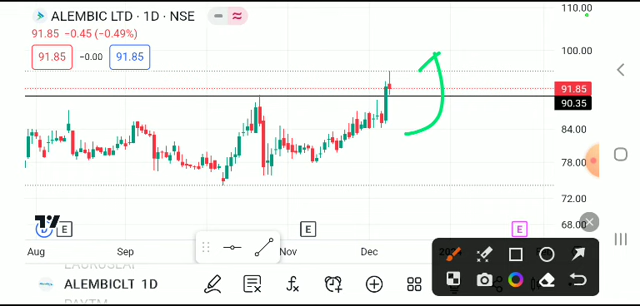 ALEMBIC LTD · 1D · NSE
91.85 −0.45 (−0.49%)
91.85 −0.00 91.85
110.00
100.00
91.85
90.35
84.00
78.00
72.00
68.00
E E E
Aug Sep Nov Dec
ALEMBICLT 1D
PAYTM